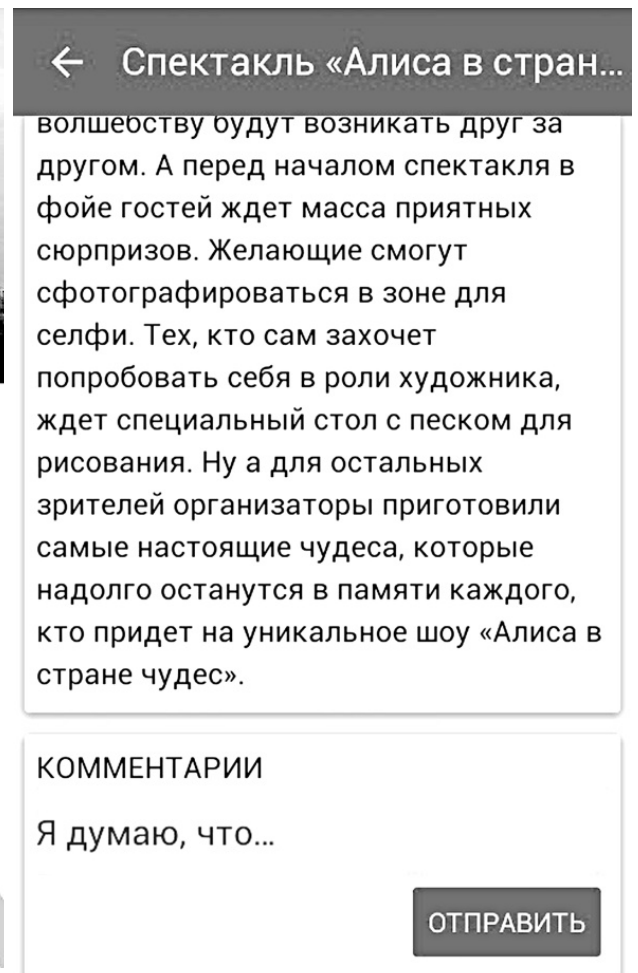 Спектакль «Алиса в стран...
волшебству будут возникать друг за
другом. А перед началом спектакля в
фойе гостей ждет масса приятных
сюрпризов. Желающие смогут
сфотографироваться в зоне для
селфи. Тех, кто сам захочет
попробовать себя в роли художника,
ждет специальный стол с песком для
рисования. Ну а для остальных
зрителей организаторы приготовили
самые настоящие чудеса, которые
надолго останутся в памяти каждого,
кто придет на уникальное шоу «Алиса в
стране чудес».
КОММЕНТАРИИ
Я думаю, что...
ОТПРАВИТЬ